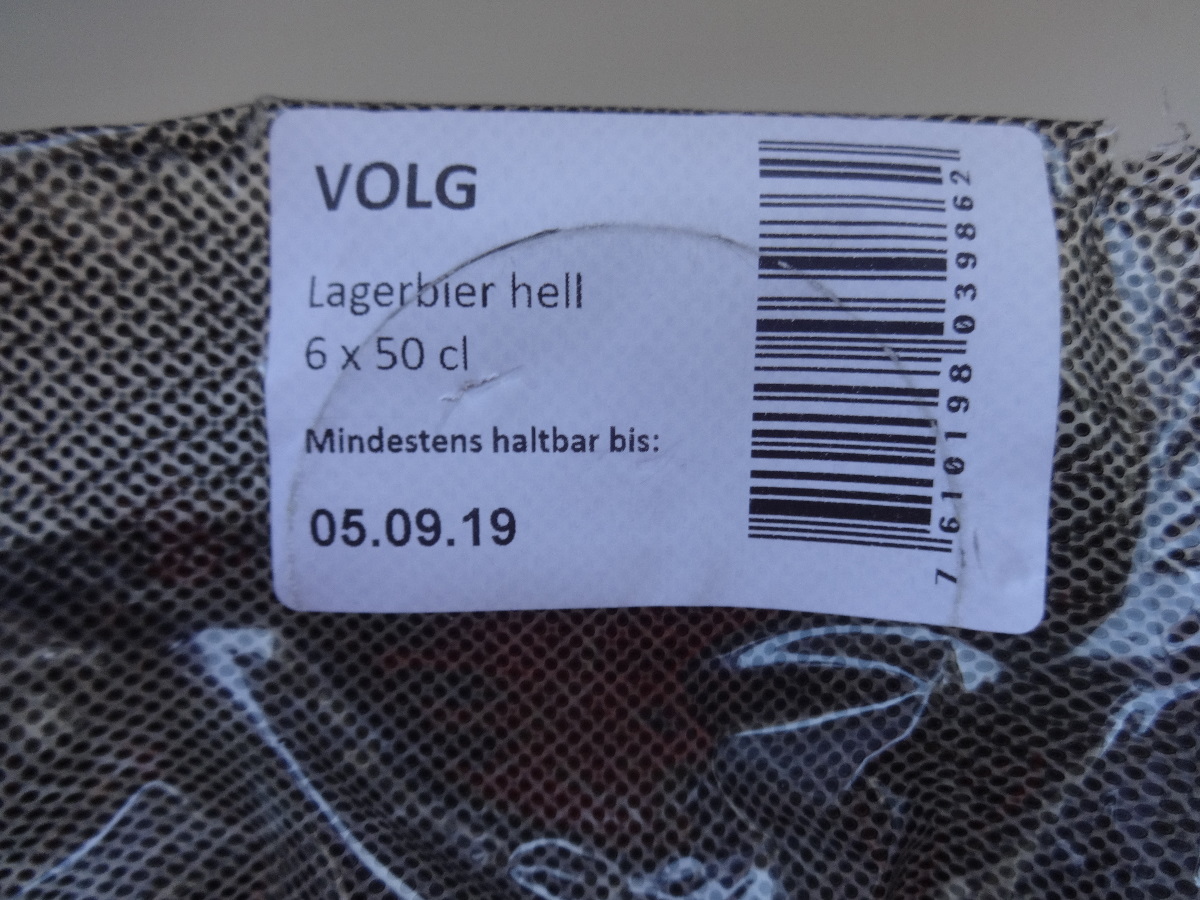 VOLG
Lagerbier hell
6 x 50 cl
Mindestens haltbar bis:
05.09.19
7610198039862